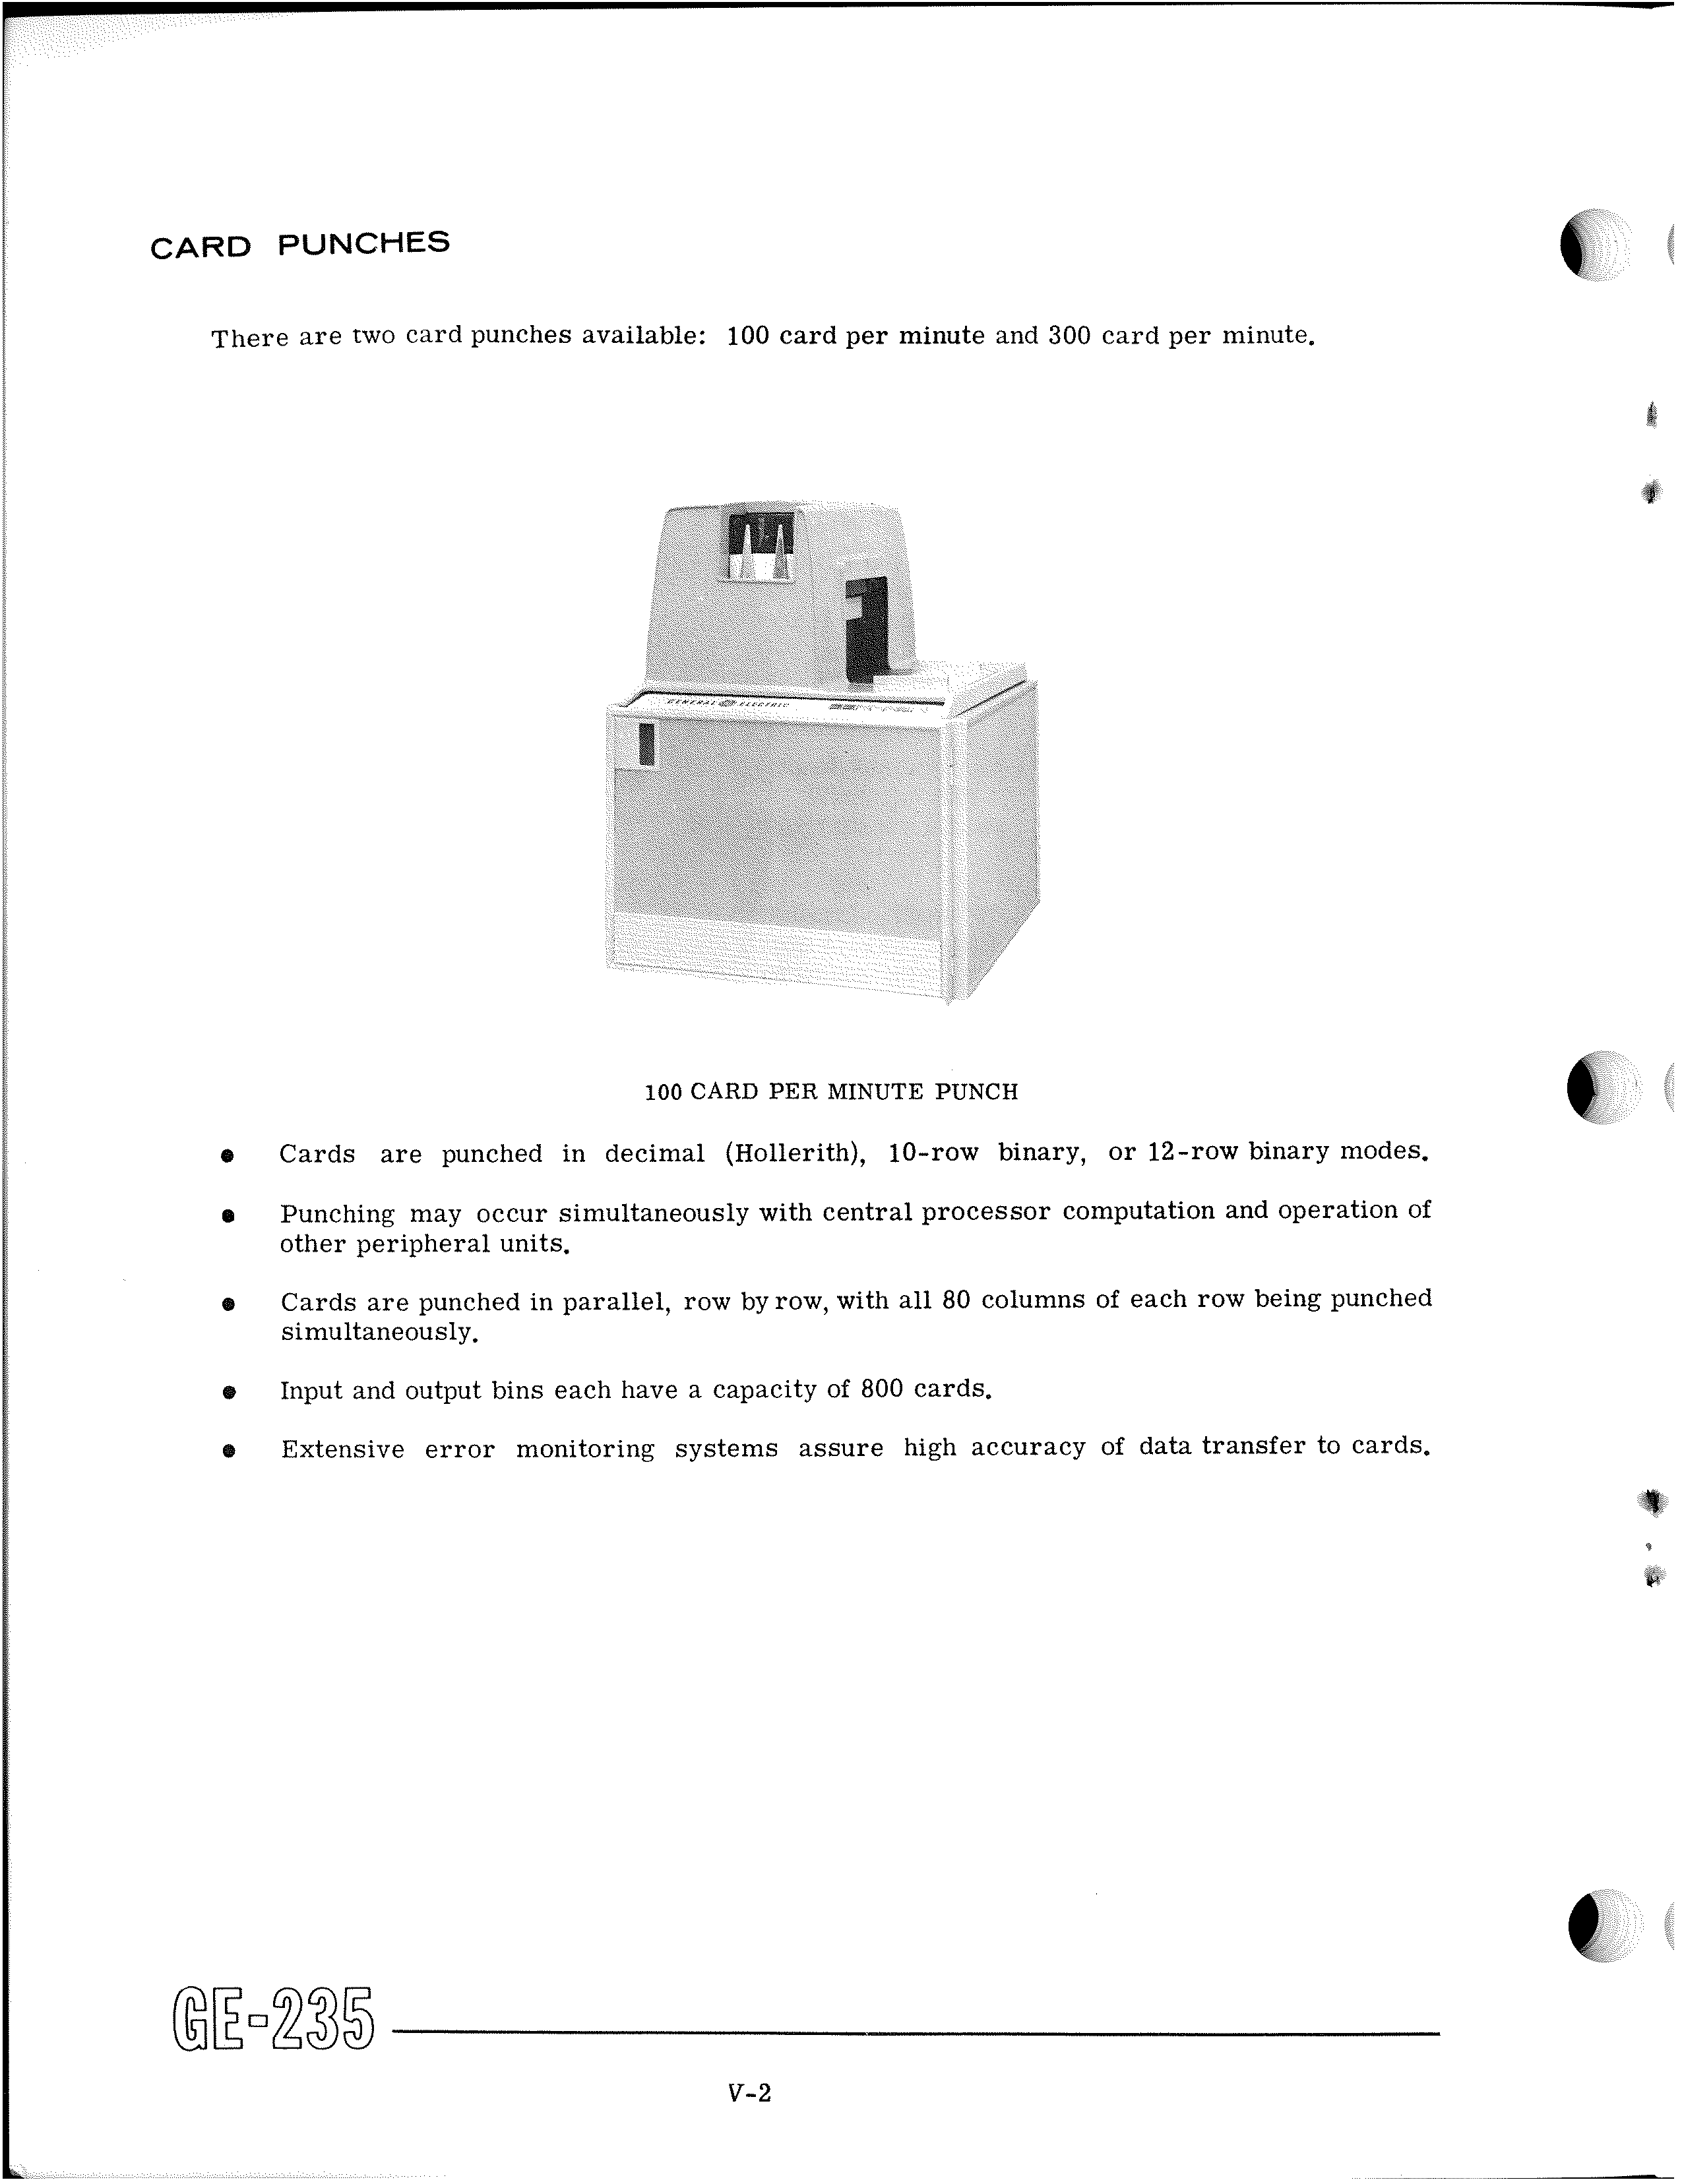 CARD PUNCHES
There are two card punches available: 100 card per minute and 300 card per minute.
GENERAL GE ELECTRIC
100 CARD PER MINUTE PUNCH
● Cards are punched in decimal (Hollerith), 10-row binary, or 12-row binary modes.
● Punching may occur simultaneously with central processor computation and operation of
other peripheral units.
● Cards are punched in parallel, row by row, with all 80 columns of each row being punched
simultaneously.
● Input and output bins each have a capacity of 800 cards.
● Extensive error monitoring systems assure high accuracy of data transfer to cards.
GE-235
V-2